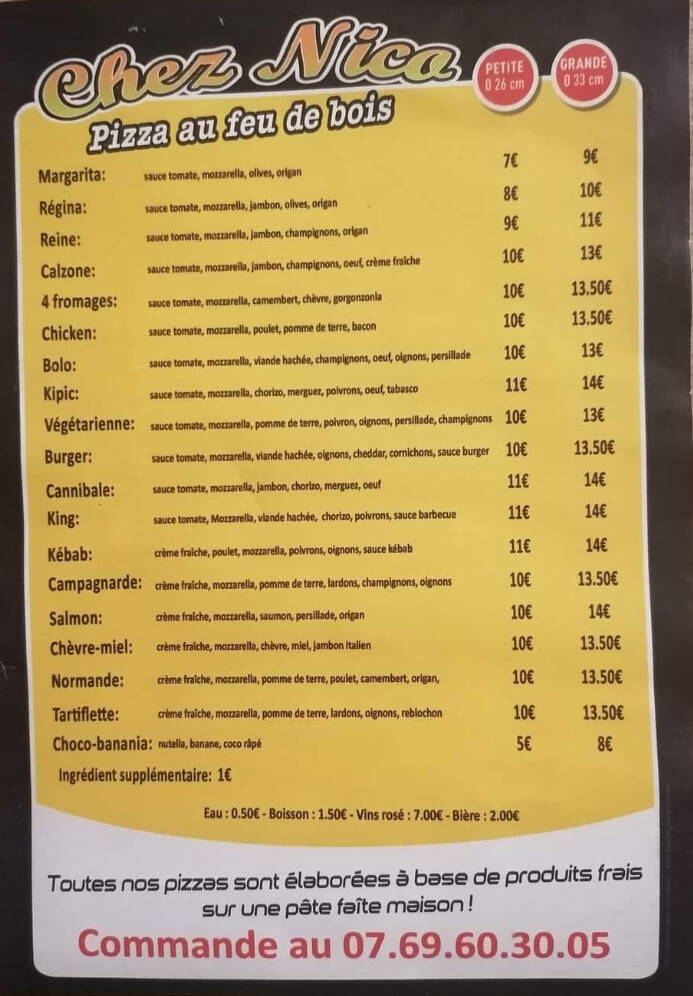 Chez Nico
PETITE
Ø 26 cm
GRANDE
Ø 33 cm
Pizza au feu de bois
Margarita: sauce tomate, mozzarella, olives, origan 7€ 9€
Régina: sauce tomate, mozzarella, jambon, olives, origan 8€ 10€
Reine: sauce tomate, mozzarella, jambon, champignons, origan 9€ 11€
Calzone: sauce tomate, mozzarella, jambon, champignons, oeuf, crème fraîche 10€ 13€
4 fromages: sauce tomate, mozzarella, camembert, chèvre, gorgonzonla 10€ 13.50€
Chicken: sauce tomate, mozzarella, poulet, pomme de terre, bacon 10€ 13.50€
Bolo: sauce tomate, mozzarella, viande hachée, champignons, oeuf, oignons, persillade 10€ 13€
Kipic: sauce tomate, mozzarella, chorizo, merguez, poivrons, oeuf, tabasco 11€ 14€
Végétarienne: sauce tomate, mozzarella, pomme de terre, poivron, oignons, persillade, champignons 10€ 13€
Burger: sauce tomate, mozzarella, viande hachée, oignons, cheddar, cornichons, sauce burger 10€ 13.50€
Cannibale: sauce tomate, mozzarella, jambon, chorizo, merguez, oeuf 11€ 14€
King: sauce tomate, Mozzarella, viande hachée, chorizo, poivrons, sauce barbecue 11€ 14€
Kébab: crème fraîche, poulet, mozzarella, poivrons, oignons, sauce kébab 11€ 14€
Campagnarde: crème fraîche, mozzarella, pomme de terre, lardons, champignons, oignons 10€ 13.50€
Salmon: crème fraîche, mozzarella, saumon, persillade, origan 10€ 14€
Chèvre-miel: crème fraîche, mozzarella, chèvre, miel, jambon italien 10€ 13.50€
Normande: crème fraîche, mozzarella, pomme de terre, poulet, camembert, origan, 10€ 13.50€
Tartiflette: crème fraîche, mozzarella, pomme de terre, lardons, oignons, reblochon 10€ 13.50€
Choco-banania: nutella, banane, coco râpé 5€ 8€
Ingrédient supplémentaire: 1€
Eau : 0.50€ - Boisson : 1.50€ - Vins rosé : 7.00€ - Bière : 2.00€
Toutes nos pizzas sont élaborées à base de produits frais
sur une pâte faîte maison !
Commande au 07.69.60.30.05